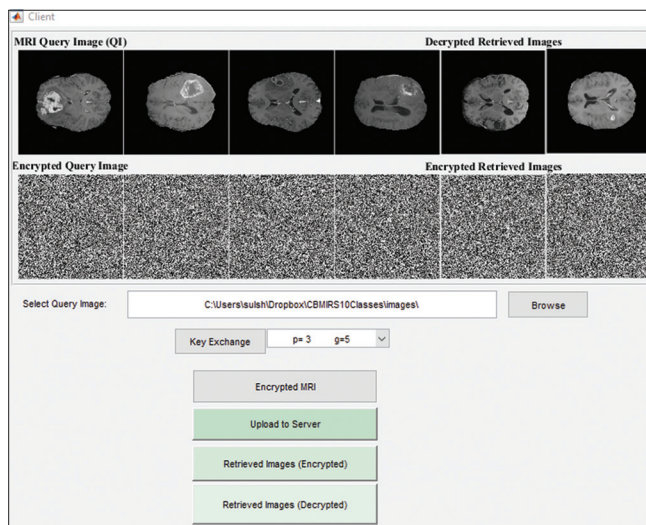 Client
MRI Query Image (QI) Decrypted Retrieved Images
Encrypted Query Image Encrypted Retrieved Images
Select Query Image: C:\Users\sulsh\Dropbox\CBMIRS10Classes\images\ Browse
Key Exchange p= 3 g=5
Encrypted MRI
Upload to Server
Retrieved Images (Encrypted)
Retrieved Images (Decrypted)